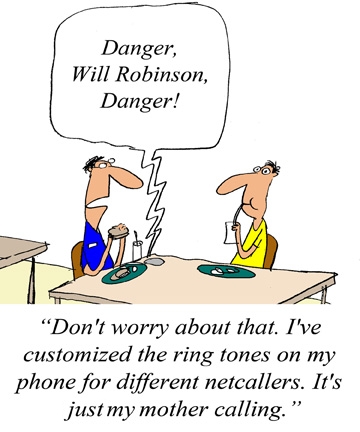 Danger,
Will Robinson,
Danger!
“Don't worry about that. I've
customized the ring tones on my
phone for different netcallers. It's
just my mother calling.”